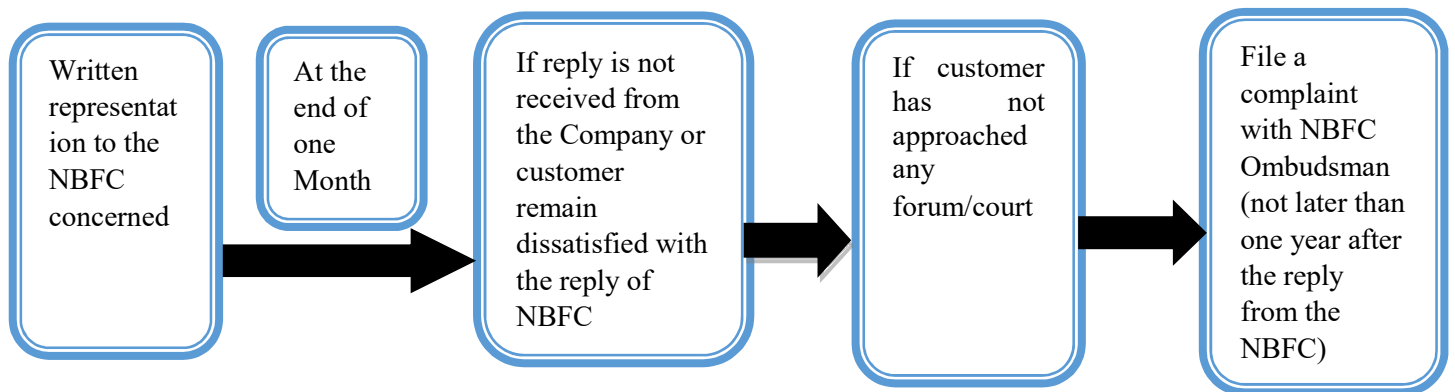 Written
representat
ion to the
NBFC
concerned
At the
end of
one
Month
If reply is not
received from
the Company or
customer
remain
dissatisfied with
the reply of
NBFC
If customer
has not
approached
any
forum/court
File a
complaint
with NBFC
Ombudsman
(not later than
one year after
the reply
from the
NBFC)